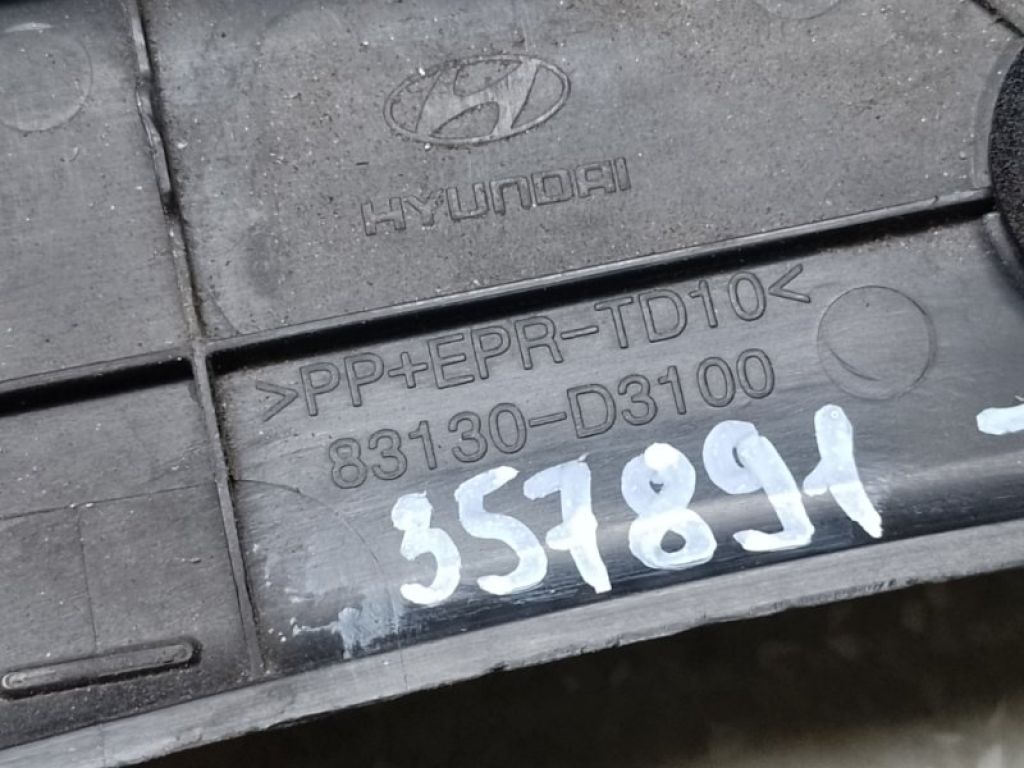 HYUNDAI
>PP+EPR-TD10<
83130-D3100
357891